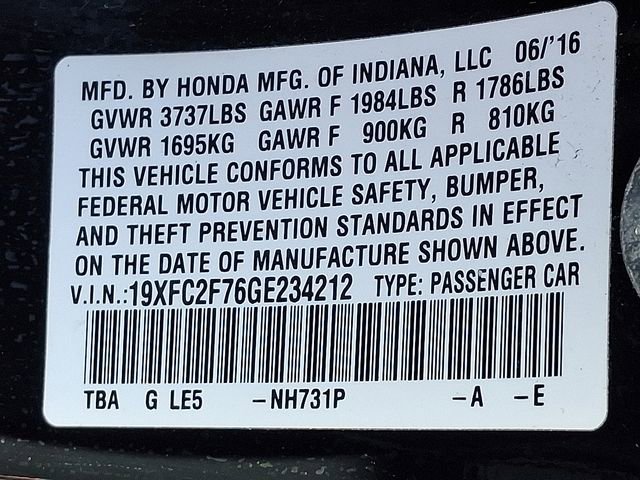 MFD. BY HONDA MFG. OF INDIANA, LLC 06/'16
GVWR 3737LBS GAWR F 1984LBS R 1786LBS
GVWR 1695KG GAWR F 900KG R 810KG
THIS VEHICLE CONFORMS TO ALL APPLICABLE
FEDERAL MOTOR VEHICLE SAFETY, BUMPER,
AND THEFT PREVENTION STANDARDS IN EFFECT
ON THE DATE OF MANUFACTURE SHOWN ABOVE.
V.I.N.:19XFC2F76GE234212 TYPE: PASSENGER CAR
TBA G LE5 –NH731P –A –E